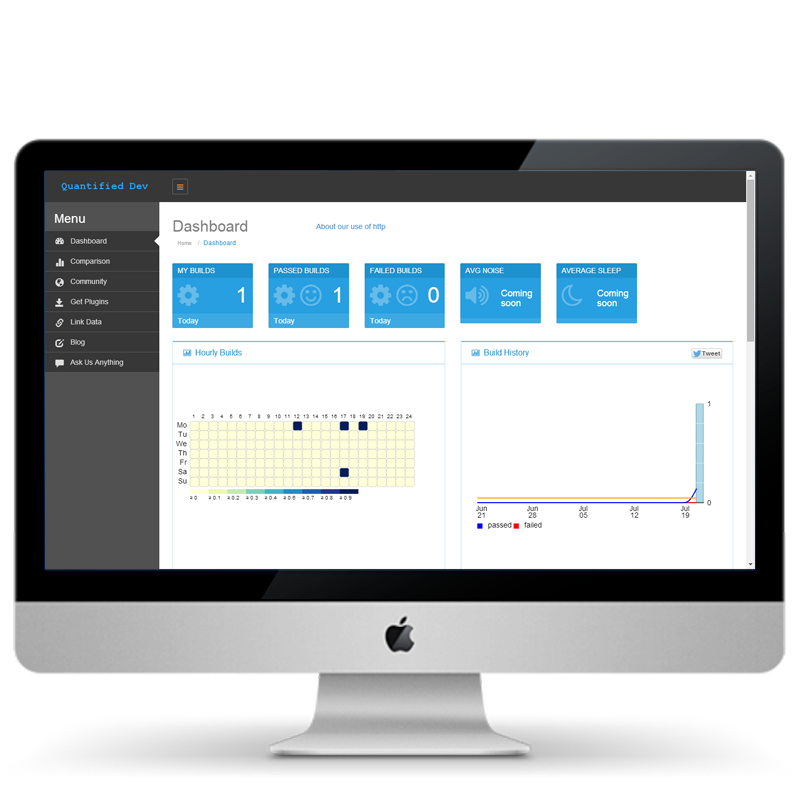 Quantified Dev
Menu
Dashboard
Comparison
Community
Get Plugins
Link Data
Blog
Ask Us Anything
Dashboard
About our use of http
Home / Dashboard
MY BUILDS
1
Today
PASSED BUILDS
1
Today
FAILED BUILDS
0
Today
AVG NOISE
Coming
soon
AVERAGE SLEEP
Coming
soon
Hourly Builds
1 2 3 4 5 6 7 8 9 10 11 12 13 14 15 16 17 18 19 20 21 22 23 24
Mo
Tu
We
Th
Fr
Sa
Su
≥ 0 ≥ 0.1 ≥ 0.2 ≥ 0.3 ≥ 0.4 ≥ 0.5 ≥ 0.6 ≥ 0.7 ≥ 0.8 ≥ 0.9
Build History
Tweet
1
0
Jun Jun Jul Jul Jul
21 28 05 12 19
passed failed